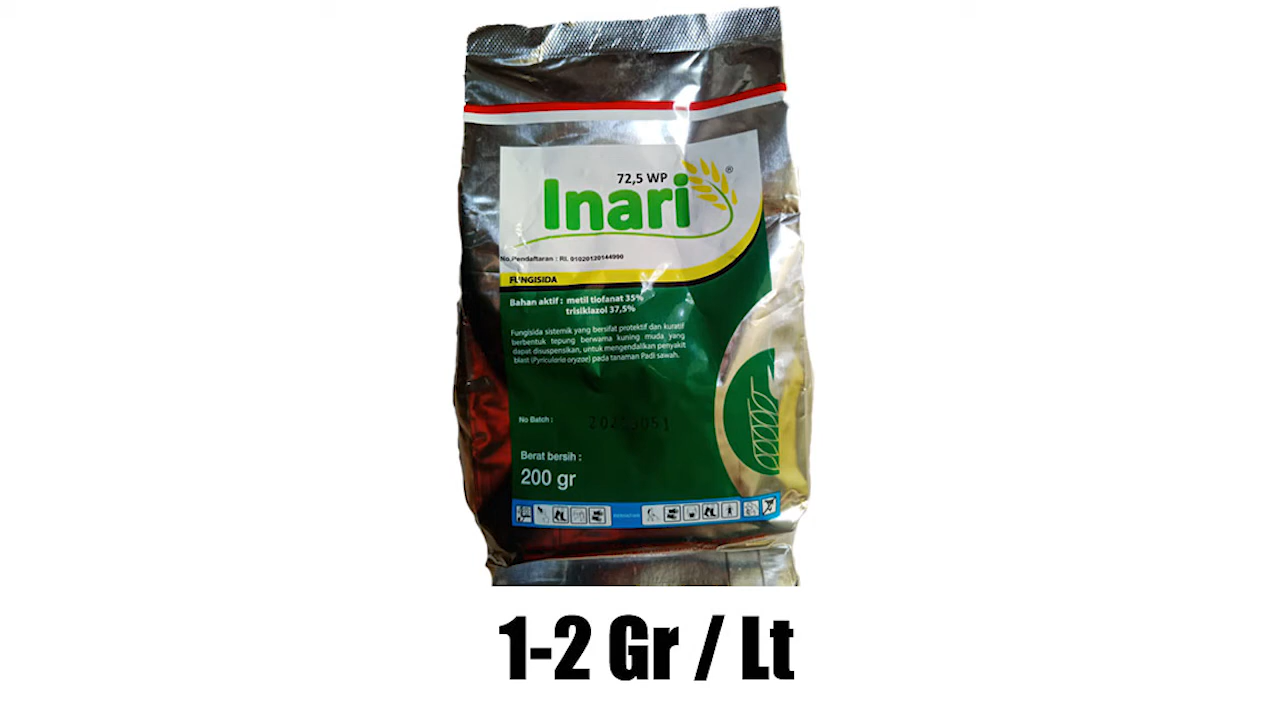 72,5 WP
Inari®
No.Pendaftaran : RI. 01020120144990
FUNGISIDA
Bahan aktif : metil tiofanat 35%
trisiklazol 37,5%
Fungisida sistemik yang bersifat protektif dan kuratif
berbentuk tepung berwarna kuning muda yang
dapat disuspensikan, untuk mengendalikan penyakit
blast (Pyricularia oryzae) pada tanaman Padi sawah.
No Batch :
Berat bersih :
200 gr
1-2 Gr / Lt